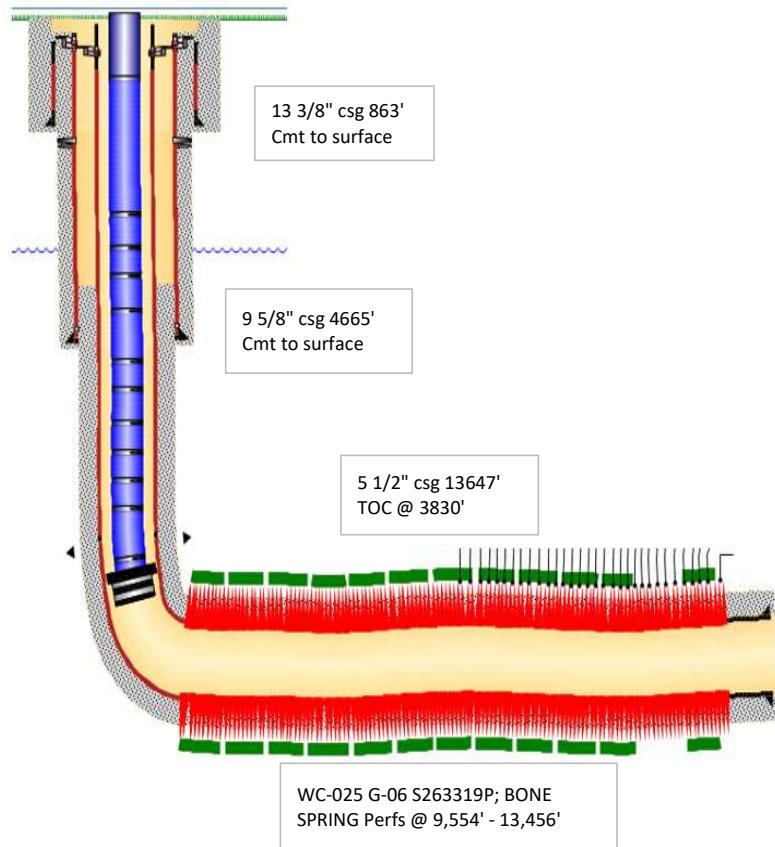 13 3/8" csg 863'
Cmt to surface
9 5/8" csg 4665'
Cmt to surface
5 1/2" csg 13647'
TOC @ 3830'
WC-025 G-06 S263319P; BONE
SPRING Perfs @ 9,554' - 13,456'